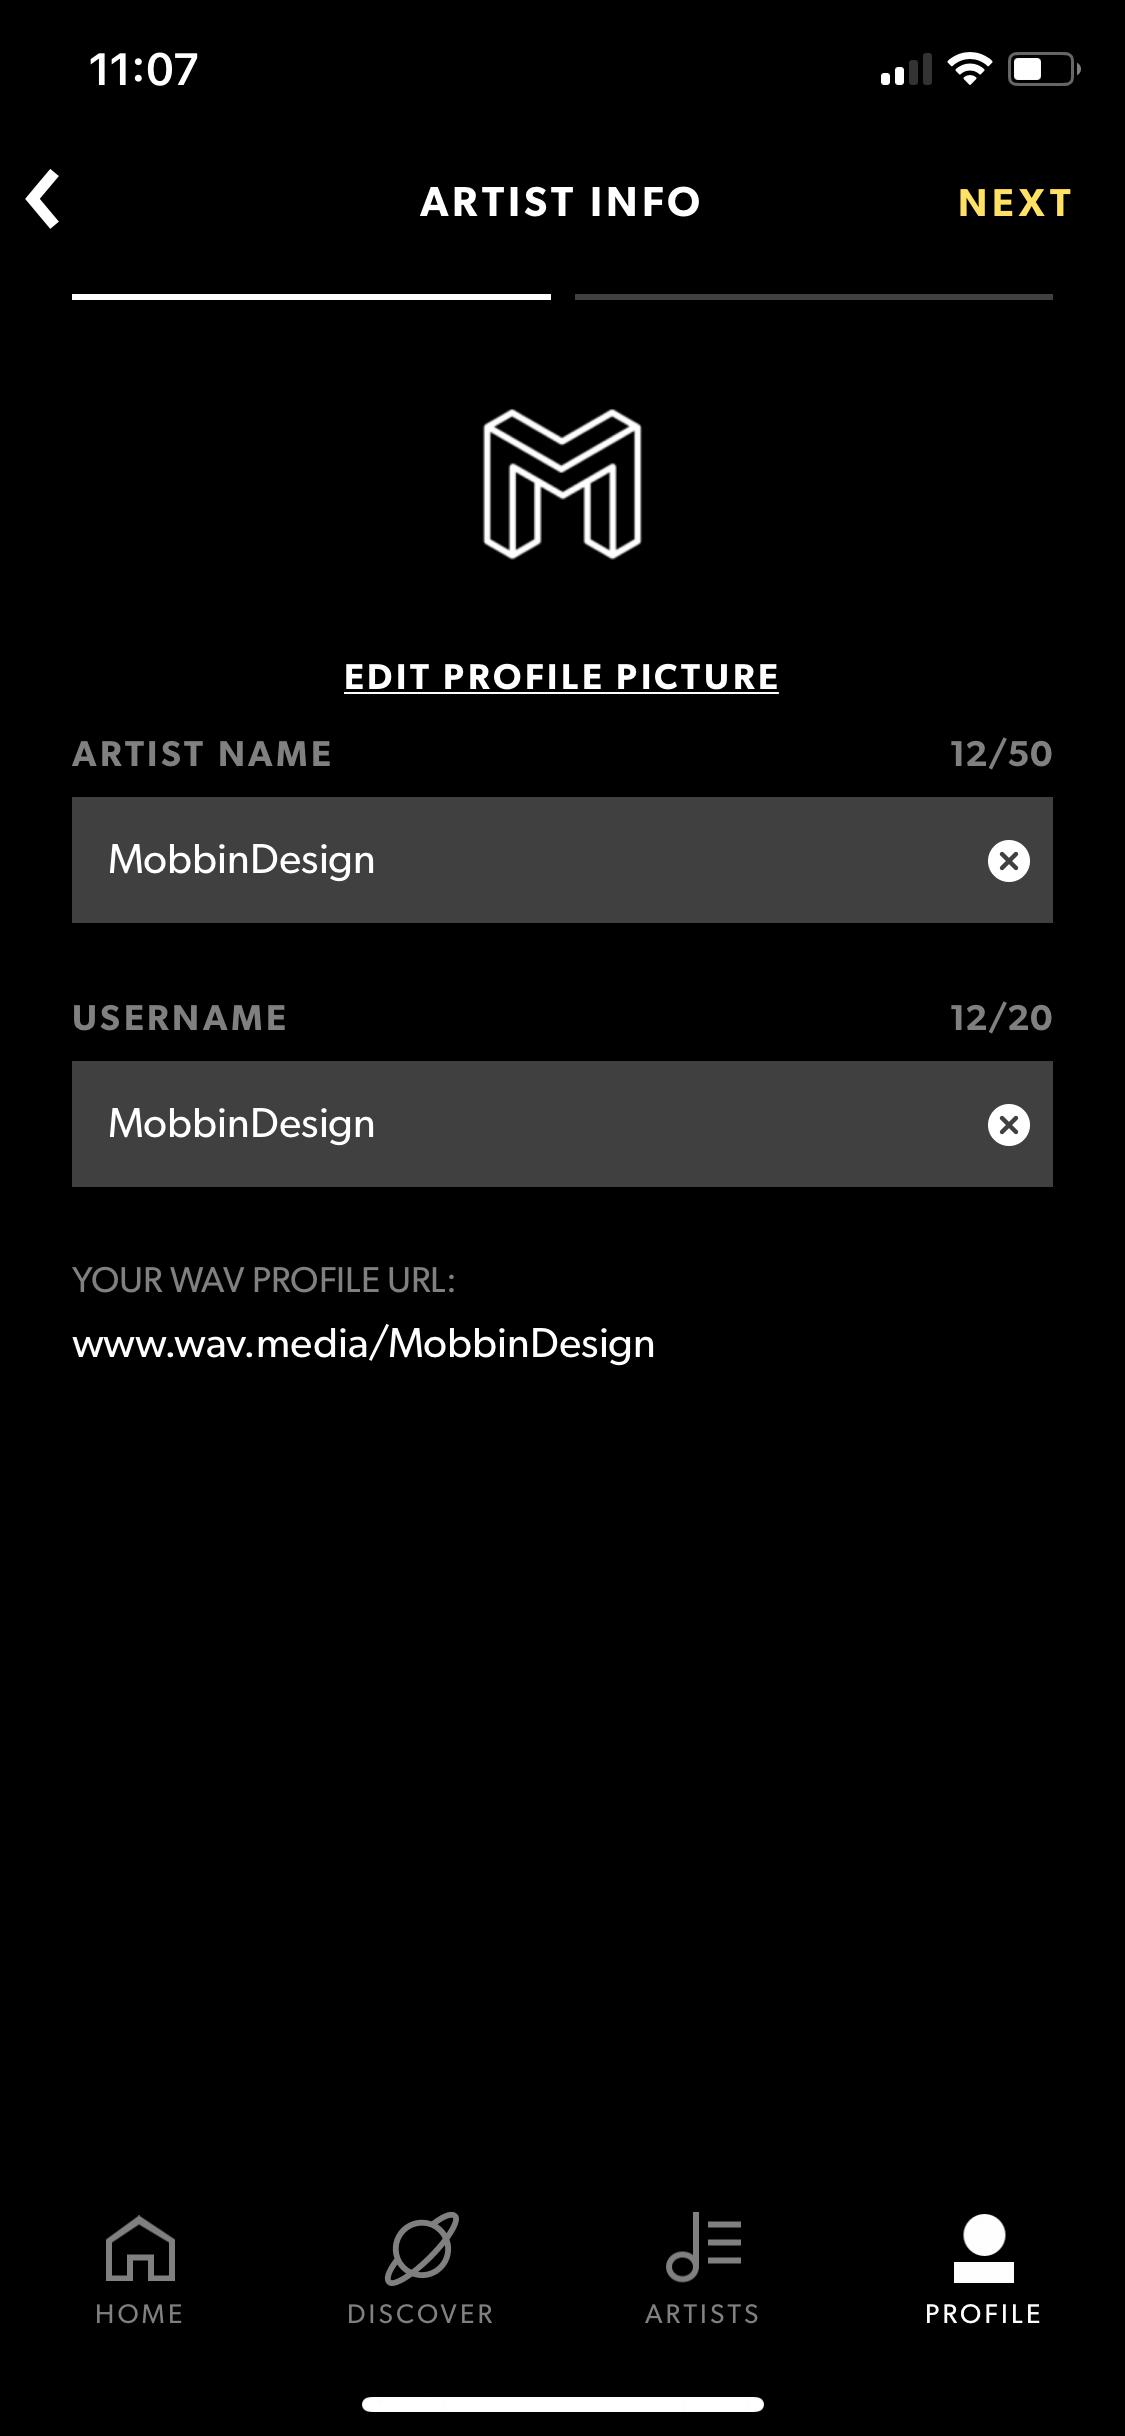 11:07
ARTIST INFO
NEXT
EDIT PROFILE PICTURE
ARTIST NAME
12/50
MobbinDesign
USERNAME
12/20
MobbinDesign
YOUR WAV PROFILE URL:
www.wav.media/MobbinDesign
HOME
DISCOVER
ARTISTS
PROFILE